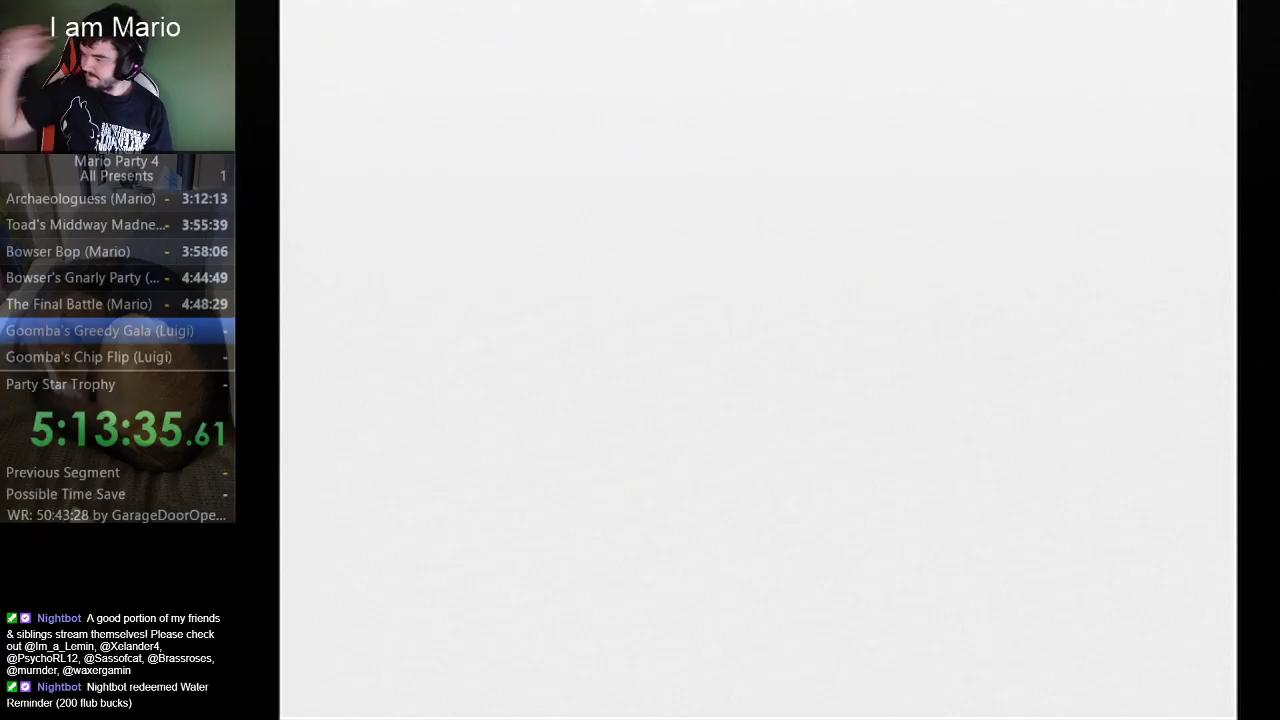 I am Mario
Mario Party 4
All Presents 1
Archaeologuess (Mario) - 3:12:13
Toad's Middway Madne... - 3:55:39
Bowser Bop (Mario) - 3:58:06
Bowser's Gnarly Party (... - 4:44:49
The Final Battle (Mario) - 4:48:29
Goomba's Greedy Gala (Luigi) -
Goomba's Chip Flip (Luigi) -
Party Star Trophy -
5:13:35.61
Previous Segment -
Possible Time Save -
WR: 50:43:28 by GarageDoorOpe...
Nightbot A good portion of my friends
& siblings stream themselves! Please check
out @Im_a_Lemin, @Xelander4,
@PsychoRL12, @Sassofcat, @Brassroses,
@murnder, @waxergamin
Nightbot Nightbot redeemed Water
Reminder (200 flub bucks)